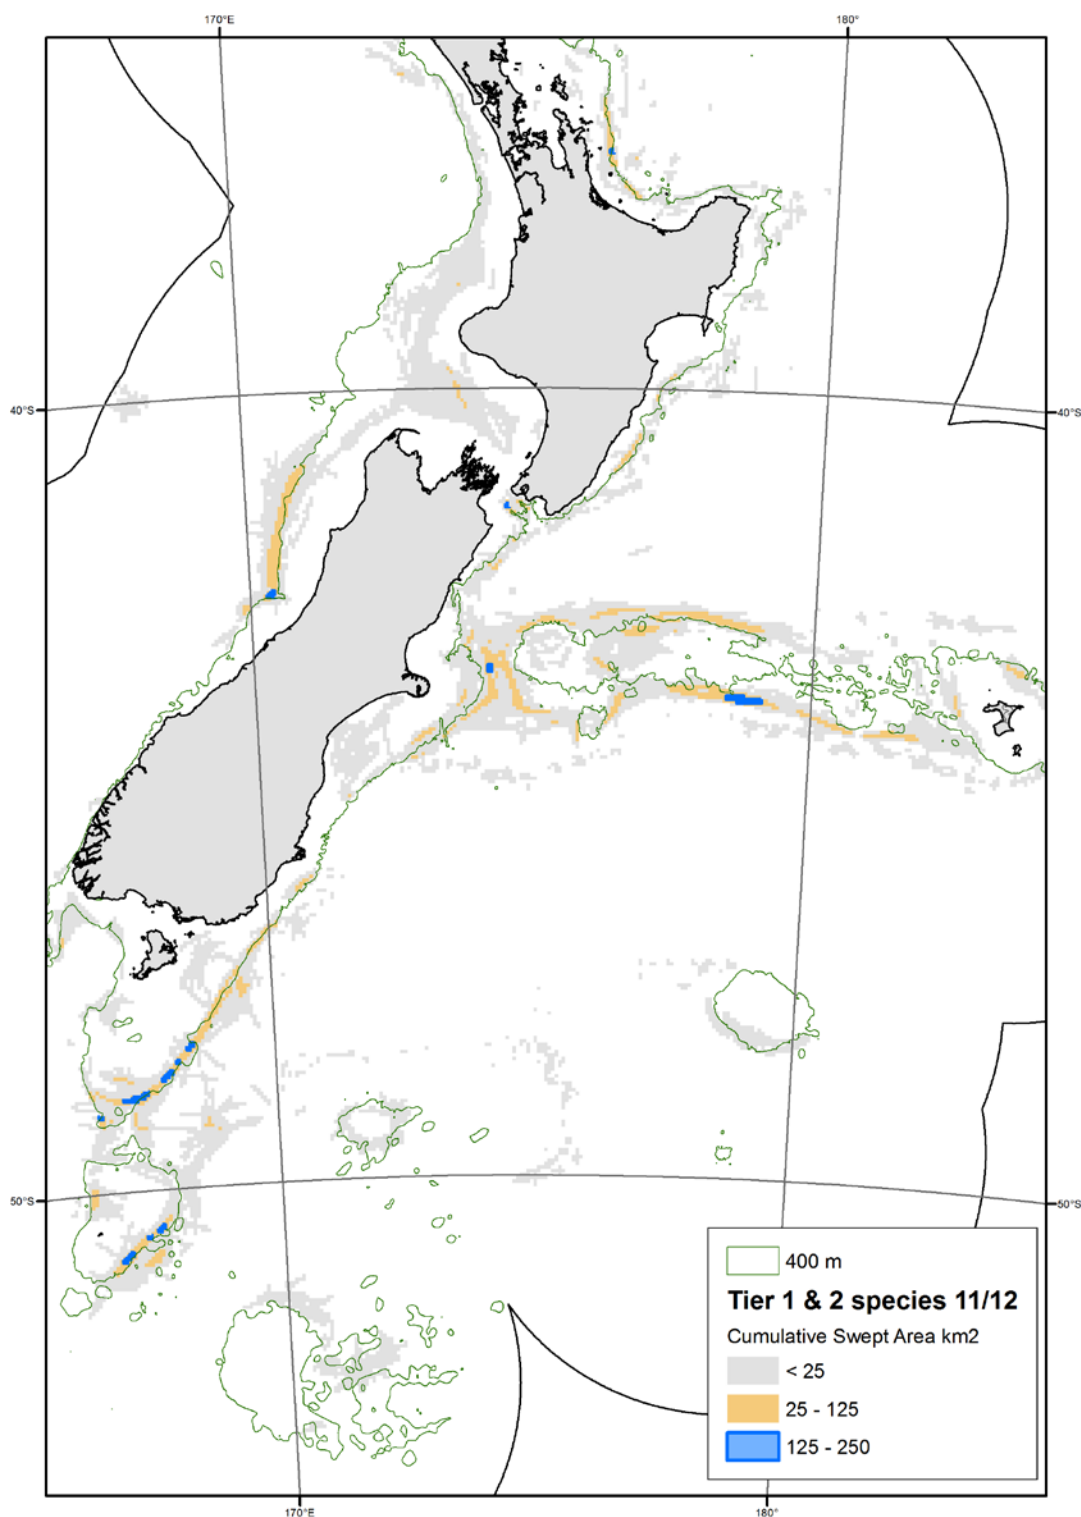 170°E
180°
40°S
40°S
50°S
50°S
400 m
Tier 1 & 2 species 11/12
Cumulative Swept Area km2
< 25
25 - 125
125 - 250
170°E
180°